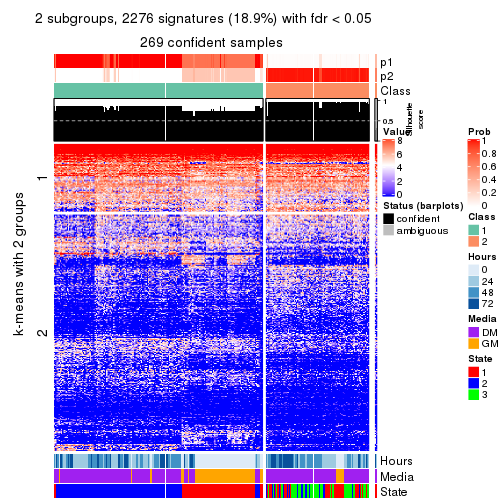 2 subgroups, 2276 signatures (18.9%) with fdr < 0.05
269 confident samples
p1
p2
Class
1
0.5
Silhouette
score
k-means with 2 groups
1
2
Hours
Media
State
Value
8
6
4
2
0
Status (barplots)
confident
ambiguous
Prob
1
0.8
0.6
0.4
0.2
0
Class
1
2
Hours
0
24
48
72
Media
DM
GM
State
1
2
3